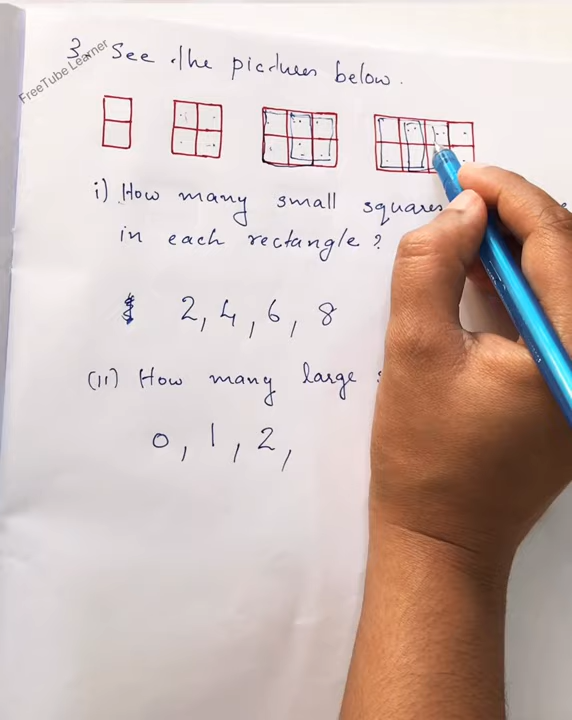 FreeTube Learner
3. See the pictures below.
i) How many small squares
in each rectangle?
2, 4, 6, 8
(ii) How many large
0, 1, 2,